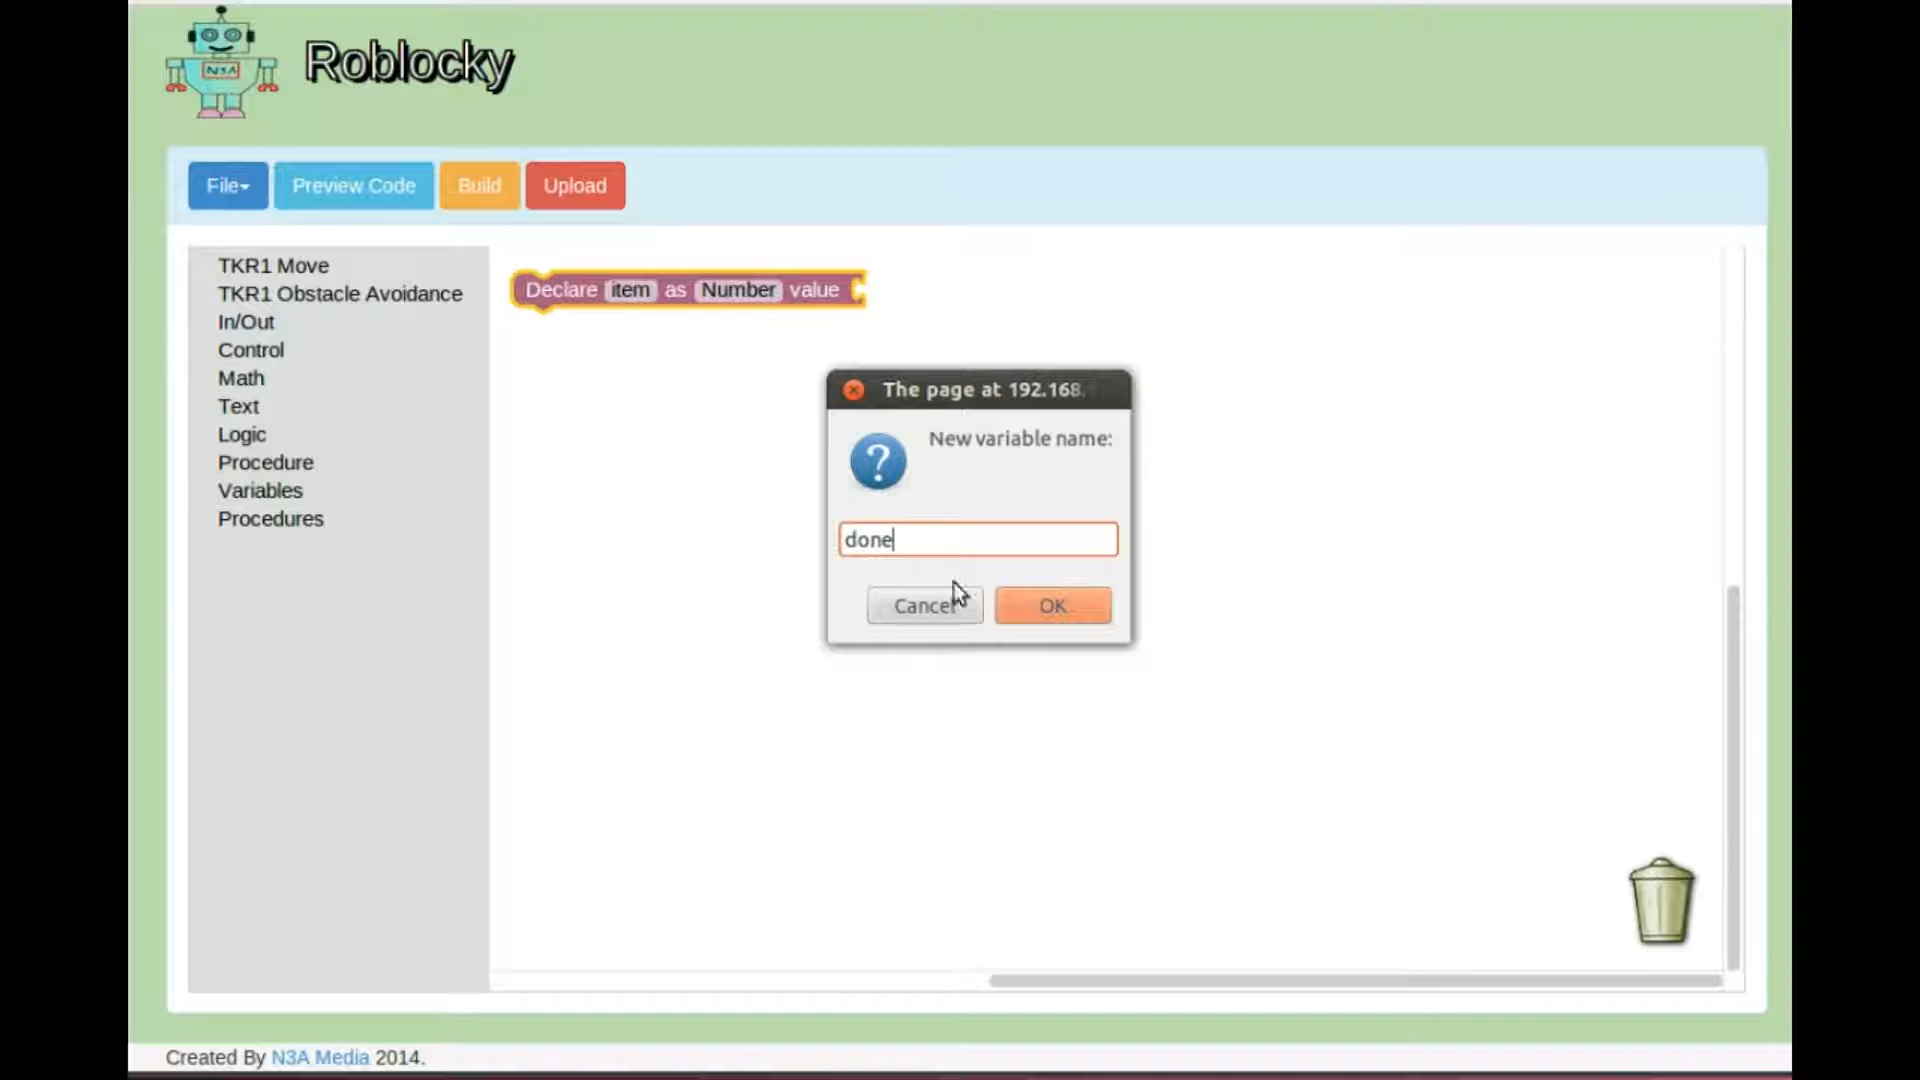 N3A
Roblocky
File
Preview Code
Build
Upload
TKR1 Move
TKR1 Obstacle Avoidance
In/Out
Control
Math
Text
Logic
Procedure
Variables
Procedures
Declare item as Number value
The page at 192.168.
New variable name:
?
done
Cancel
OK
Created By N3A Media 2014.